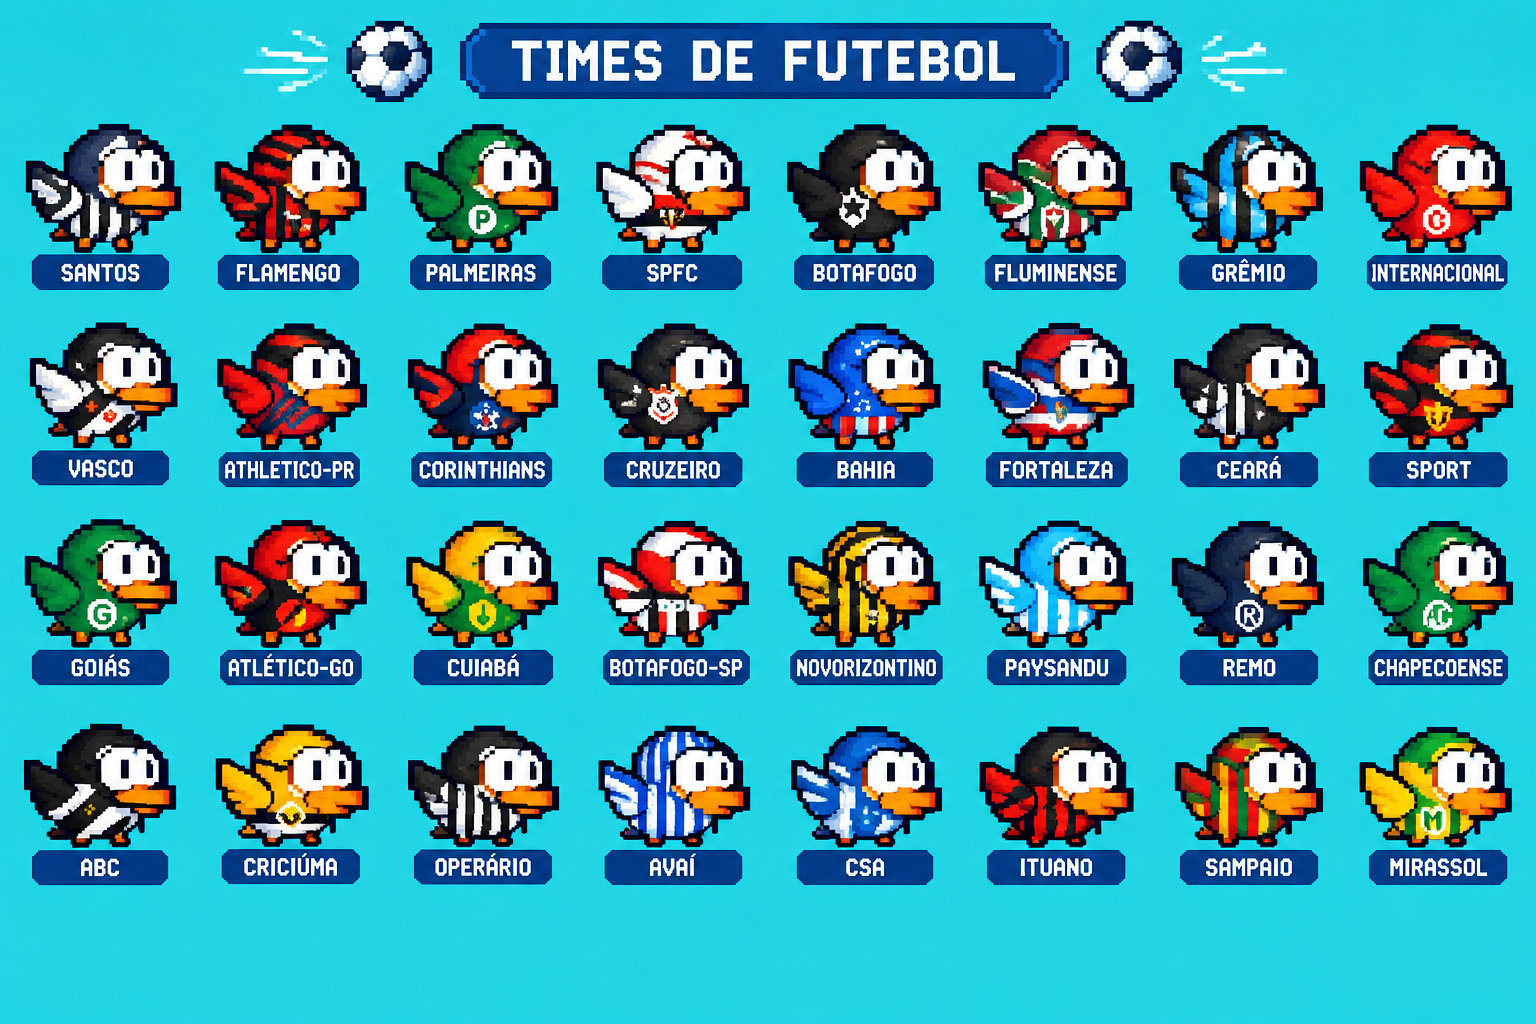 TIMES DE FUTEBOL
SANTOS FLAMENGO PALMEIRAS SPFC BOTAFOGO FLUMINENSE GRÊMIO INTERNACIONAL
P
VASCO ATHLETICO-PR CORINTHIANS CRUZEIRO BAHIA FORTALEZA CEARÁ SPORT
G R
GOIÁS ATLÉTICO-GO CUIABÁ BOTAFOGO-SP NOVORIZONTINO PAYSANDU REMO CHAPECOENSE
M
ABC CRICIÚMA OPERÁRIO AVAÍ CSA ITUANO SAMPAIO MIRASSOL